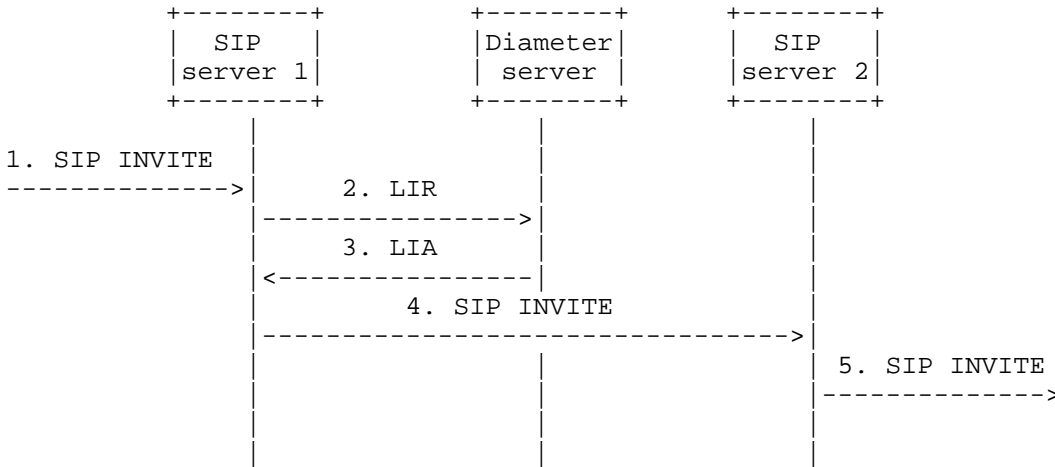 SIP Diameter SIP
server 1 server server 2
1. SIP INVITE
2. LIR
3. LIA
4. SIP INVITE
5. SIP INVITE